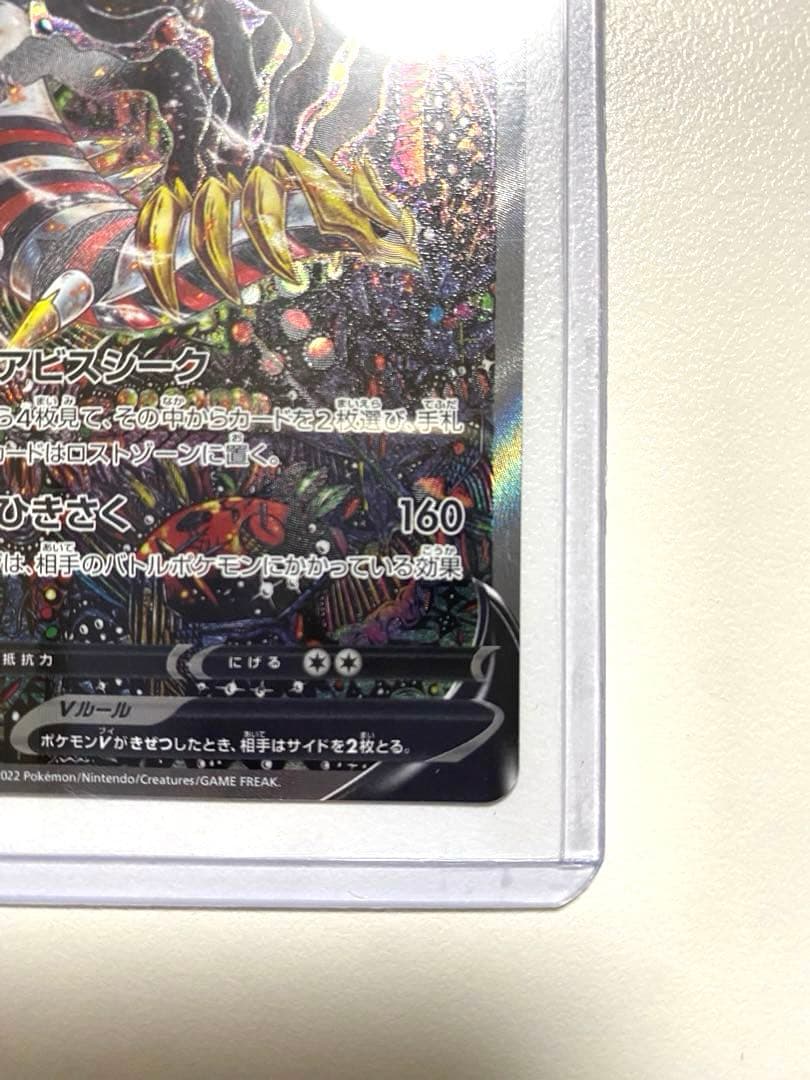 アビスシーク
ら4枚見て、その中からカードを2枚選び、手札
カードはロストゾーンに置く。
ひきさく 160
は、相手のバトルポケモンにかかっている効果
抵抗力 にげる
Vルール
ポケモンVがきぜつしたとき、相手はサイドを2枚とる。
022 Pokémon/Nintendo/Creatures/GAME FREAK.